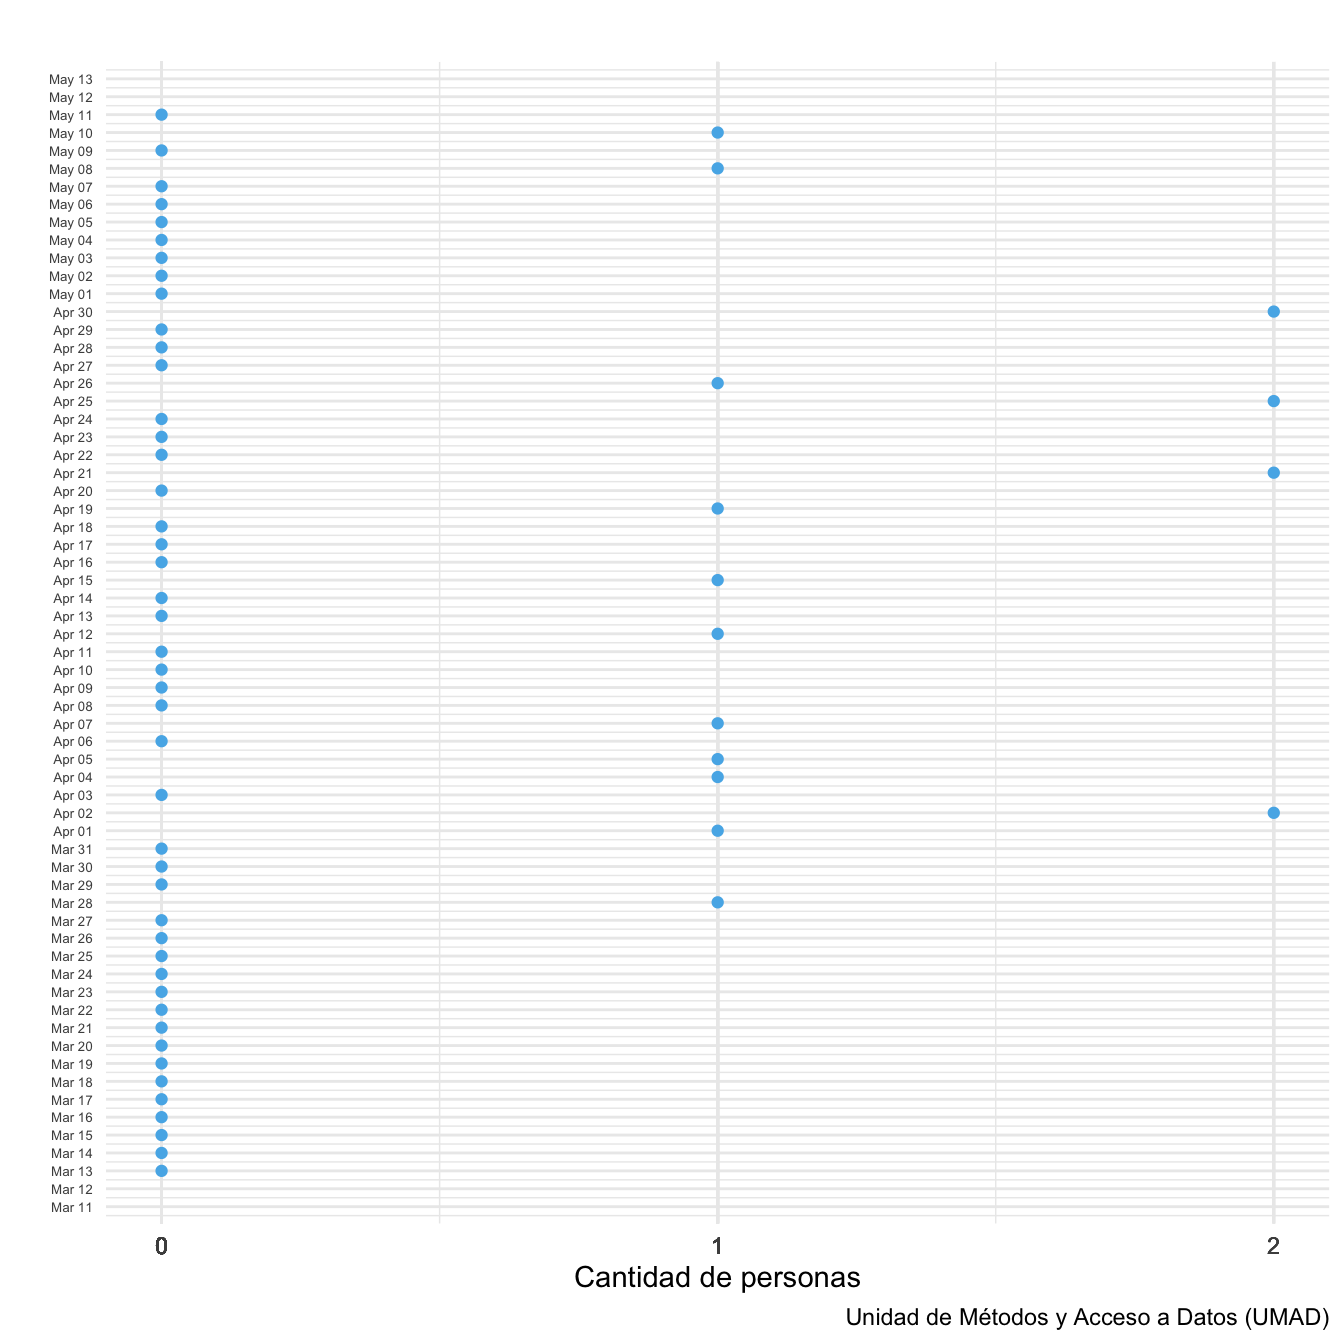 May 13
May 12
May 11
May 10
May 09
May 08
May 07
May 06
May 05
May 04
May 03
May 02
May 01
Apr 30
Apr 29
Apr 28
Apr 27
Apr 26
Apr 25
Apr 24
Apr 23
Apr 22
Apr 21
Apr 20
Apr 19
Apr 18
Apr 17
Apr 16
Apr 15
Apr 14
Apr 13
Apr 12
Apr 11
Apr 10
Apr 09
Apr 08
Apr 07
Apr 06
Apr 05
Apr 04
Apr 03
Apr 02
Apr 01
Mar 31
Mar 30
Mar 29
Mar 28
Mar 27
Mar 26
Mar 25
Mar 24
Mar 23
Mar 22
Mar 21
Mar 20
Mar 19
Mar 18
Mar 17
Mar 16
Mar 15
Mar 14
Mar 13
Mar 12
Mar 11
0 1 2
Cantidad de personas
Unidad de Métodos y Acceso a Datos (UMAD)